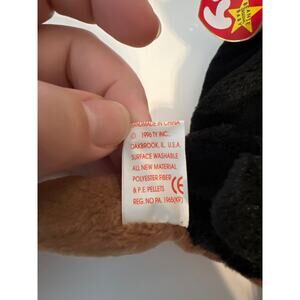 HANDMADE IN CHINA
© 1996 TY INC.,
OAKBROOK, IL. U.S.A.
SURFACE WASHABLE
ALL NEW MATERIAL
POLYESTER FIBER
& P.E. PELLETS CE
REG. NO PA. 1965(KR)